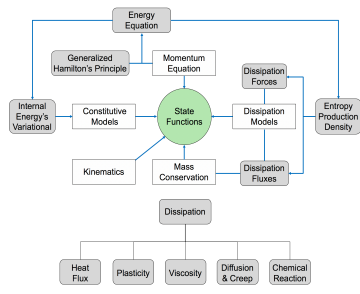 Energy
Equation
Generalized
Hamilton's Principle
Momentum
Equation
Dissipation
Forces
Internal
Energy's
Variational
Constitutive
Models
State
Functions
Dissipation
Models
Entropy
Production
Density
Kinematics
Mass
Conservation
Dissipation
Fluxes
Dissipation
Heat
Flux
Plasticity
Viscosity
Diffusion
& Creep
Chemical
Reaction